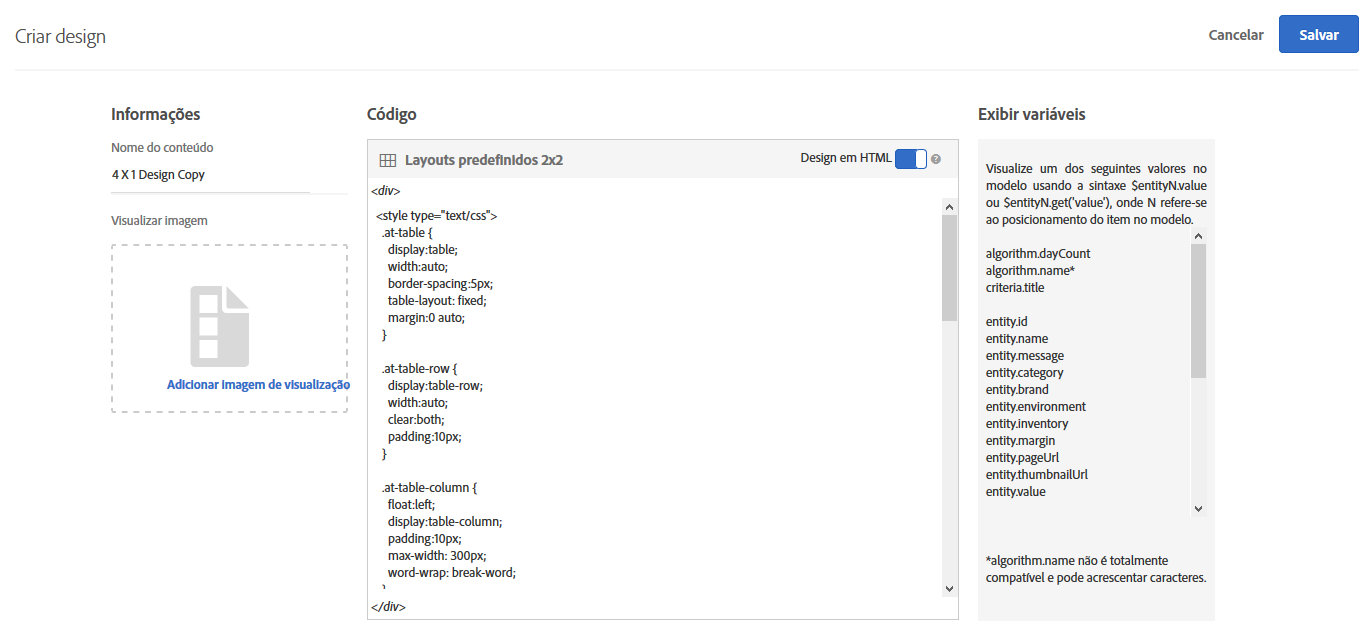 Criar design
Cancelar
Salvar
Informações
Nome do conteúdo
4 X 1 Design Copy
Visualizar imagem
Adicionar imagem de visualização
Código
Layouts predefinidos 2x2
Design em HTML
?
<div>
<style type="text/css">
.at-table {
display:table;
width:auto;
border-spacing:5px;
table-layout: fixed;
margin:0 auto;
}
.at-table-row {
display:table-row;
width:auto;
clear:both;
padding:10px;
}
.at-table-column {
float:left;
display:table-column;
padding:10px;
max-width: 300px;
word-wrap: break-word;
}
</div>
Exibir variáveis
Visualize um dos seguintes valores no
modelo usando a sintaxe $entityN.value
ou $entityN.get('value'), onde N refere-se
ao posicionamento do item no modelo.
algorithm.dayCount
algorithm.name*
criteria.title
entity.id
entity.name
entity.message
entity.category
entity.brand
entity.environment
entity.inventory
entity.margin
entity.pageUrl
entity.thumbnailUrl
entity.value
*algorithm.name não é totalmente
compatível e pode acrescentar caracteres.